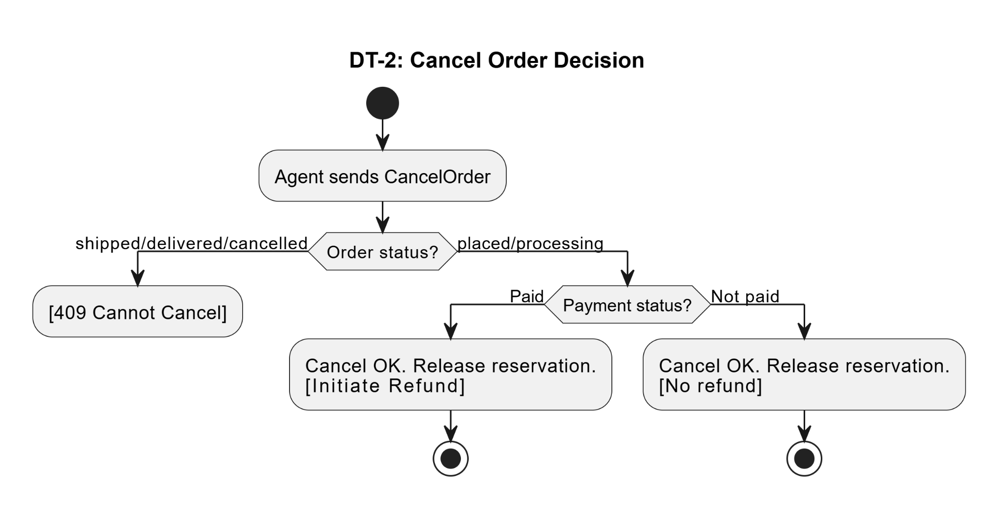 DT-2: Cancel Order Decision
Agent sends CancelOrder
shipped/delivered/cancelled
Order status?
placed/processing
[409 Cannot Cancel]
Paid
Payment status?
Not paid
Cancel OK. Release reservation.
[Initiate Refund]
Cancel OK. Release reservation.
[No refund]